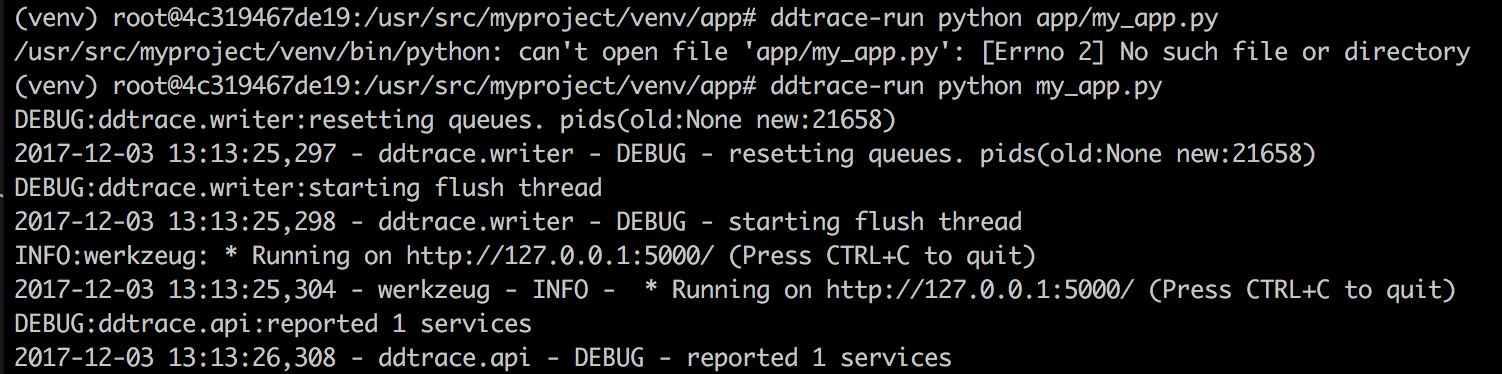 (venv) root@4c319467de19:/usr/src/myproject/venv/app# ddtrace-run python app/my_app.py
/usr/src/myproject/venv/bin/python: can't open file 'app/my_app.py': [Errno 2] No such file or directory
(venv) root@4c319467de19:/usr/src/myproject/venv/app# ddtrace-run python my_app.py
DEBUG:ddtrace.writer:resetting queues. pids(old:None new:21658)
2017-12-03 13:13:25,297 - ddtrace.writer - DEBUG - resetting queues. pids(old:None new:21658)
DEBUG:ddtrace.writer:starting flush thread
2017-12-03 13:13:25,298 - ddtrace.writer - DEBUG - starting flush thread
INFO:werkzeug: * Running on http://127.0.0.1:5000/ (Press CTRL+C to quit)
2017-12-03 13:13:25,304 - werkzeug - INFO -  * Running on http://127.0.0.1:5000/ (Press CTRL+C to quit)
DEBUG:ddtrace.api:reported 1 services
2017-12-03 13:13:26,308 - ddtrace.api - DEBUG - reported 1 services